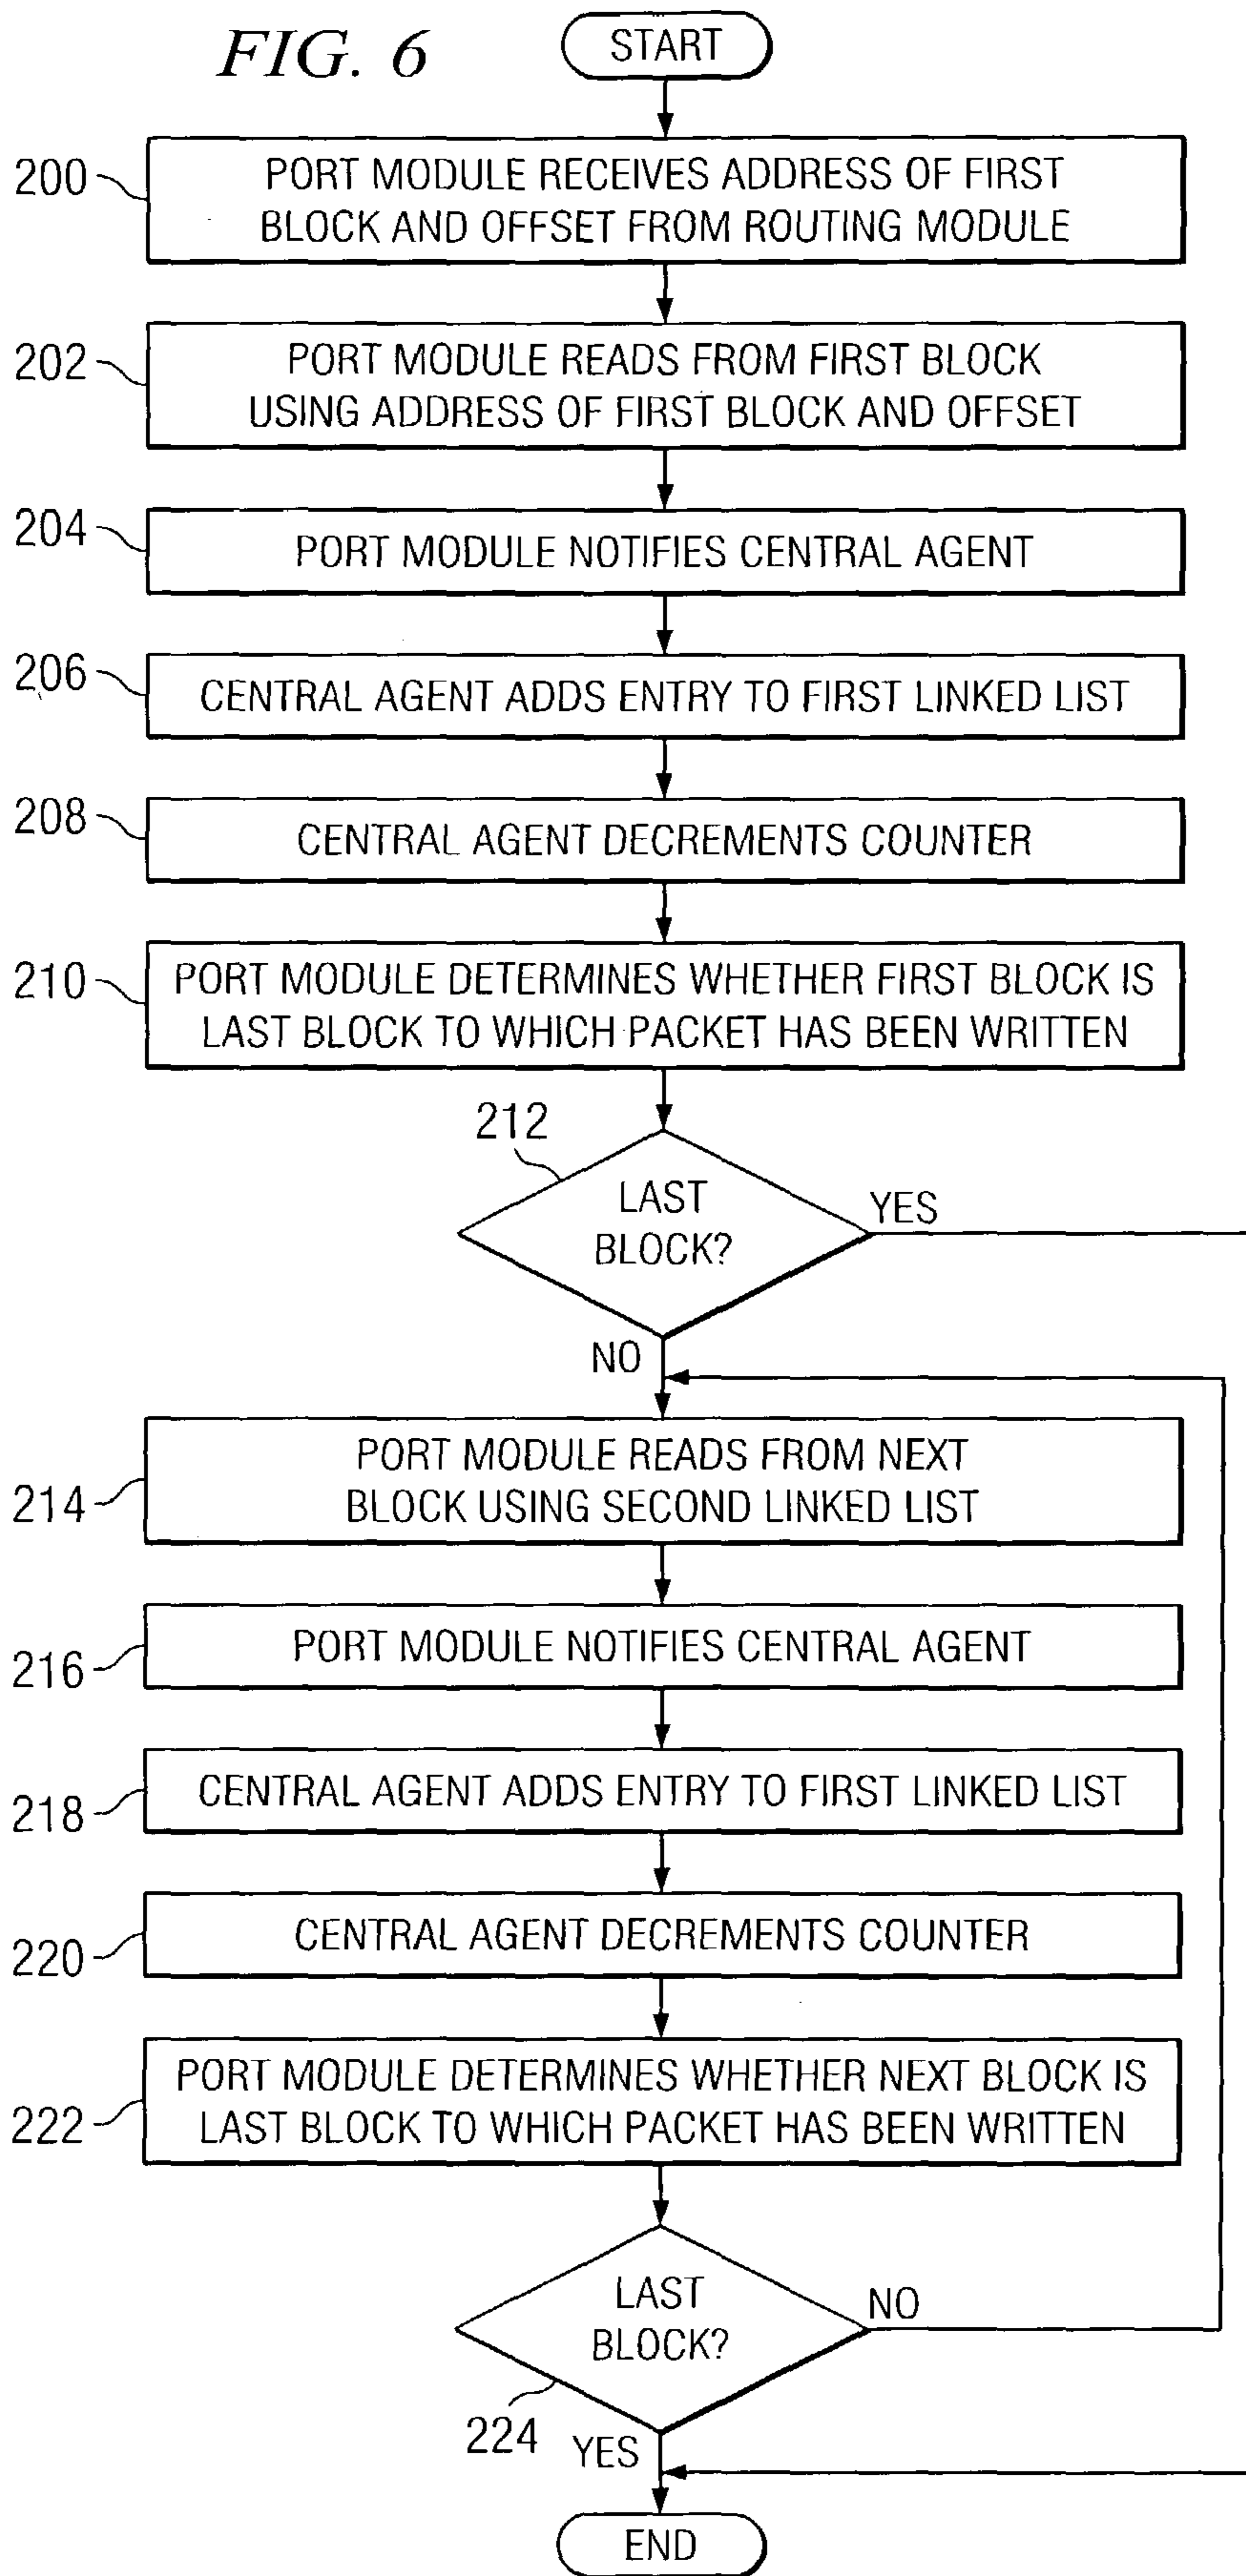 FIG. 6
START
200
PORT MODULE RECEIVES ADDRESS OF FIRST
BLOCK AND OFFSET FROM ROUTING MODULE
202
PORT MODULE READS FROM FIRST BLOCK
USING ADDRESS OF FIRST BLOCK AND OFFSET
204
PORT MODULE NOTIFIES CENTRAL AGENT
206
CENTRAL AGENT ADDS ENTRY TO FIRST LINKED LIST
208
CENTRAL AGENT DECREMENTS COUNTER
210
PORT MODULE DETERMINES WHETHER FIRST BLOCK IS
LAST BLOCK TO WHICH PACKET HAS BEEN WRITTEN
212
LAST
BLOCK?
YES
NO
214
PORT MODULE READS FROM NEXT
BLOCK USING SECOND LINKED LIST
216
PORT MODULE NOTIFIES CENTRAL AGENT
218
CENTRAL AGENT ADDS ENTRY TO FIRST LINKED LIST
220
CENTRAL AGENT DECREMENTS COUNTER
222
PORT MODULE DETERMINES WHETHER NEXT BLOCK IS
LAST BLOCK TO WHICH PACKET HAS BEEN WRITTEN
LAST
BLOCK?
NO
224
YES
END